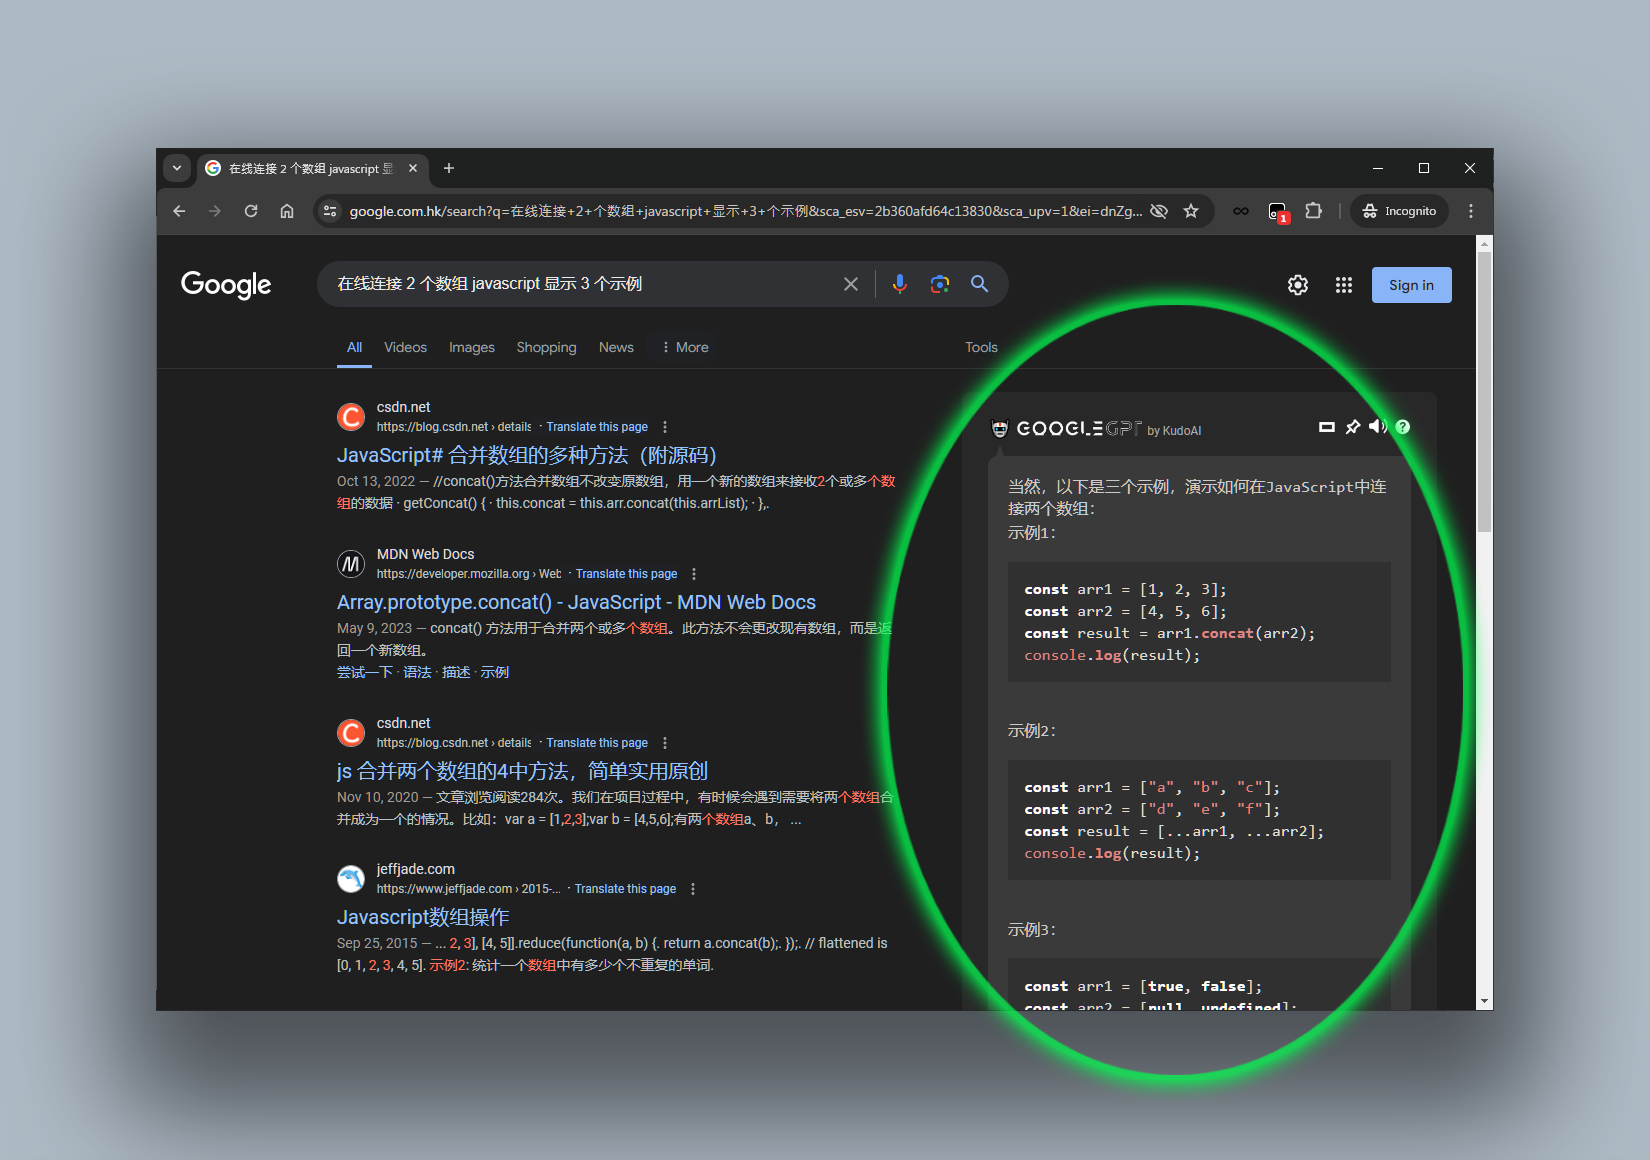 在线连接 2 个数组 javascript 显
google.com.hk/search?q=在线连接+2+个数组+javascript+显示+3+个示例&sca_esv=2b360afd64c13830&sca_upv=1&ei=dnZg...
1
Incognito
Google
在线连接 2 个数组 javascript 显示 3 个示例
Sign in
All
Videos
Images
Shopping
News
More
Tools
csdn.net
https://blog.csdn.net › details · Translate this page
JavaScript# 合并数组的多种方法（附源码）
Oct 13, 2022 — //concat()方法合并数组不改变原数组，用一个新的数组来接收2个或多个数
组的数据 · getConcat() { · this.concat = this.arr.concat(this.arrList); · },.
MDN Web Docs
https://developer.mozilla.org › Web · Translate this page
Array.prototype.concat() - JavaScript - MDN Web Docs
May 9, 2023 — concat() 方法用于合并两个或多个数组。此方法不会更改现有数组，而是返
回一个新数组。
尝试一下 · 语法 · 描述 · 示例
csdn.net
https://blog.csdn.net › details · Translate this page
js 合并两个数组的4中方法，简单实用原创
Nov 10, 2020 — 文章浏览阅读284次。我们在项目过程中，有时候会遇到需要将两个数组合
并成为一个的情况。比如：var a = [1,2,3];var b = [4,5,6];有两个数组a、b， ...
jeffjade.com
https://www.jeffjade.com › 2015-... · Translate this page
Javascript数组操作
Sep 25, 2015 — ... 2, 3], [4, 5]].reduce(function(a, b) {. return a.concat(b);. });. // flattened is
[0, 1, 2, 3, 4, 5]. 示例2: 统计一个数组中有多少个不重复的单词.
GOOGLEGPT by KudoAI
?
当然，以下是三个示例，演示如何在JavaScript中连
接两个数组：
示例1：
const arr1 = [1, 2, 3];
const arr2 = [4, 5, 6];
const result = arr1.concat(arr2);
console.log(result);
示例2：
const arr1 = ["a", "b", "c"];
const arr2 = ["d", "e", "f"];
const result = [...arr1, ...arr2];
console.log(result);
示例3：
const arr1 = [true, false];
const arr2 = [null, undefined];